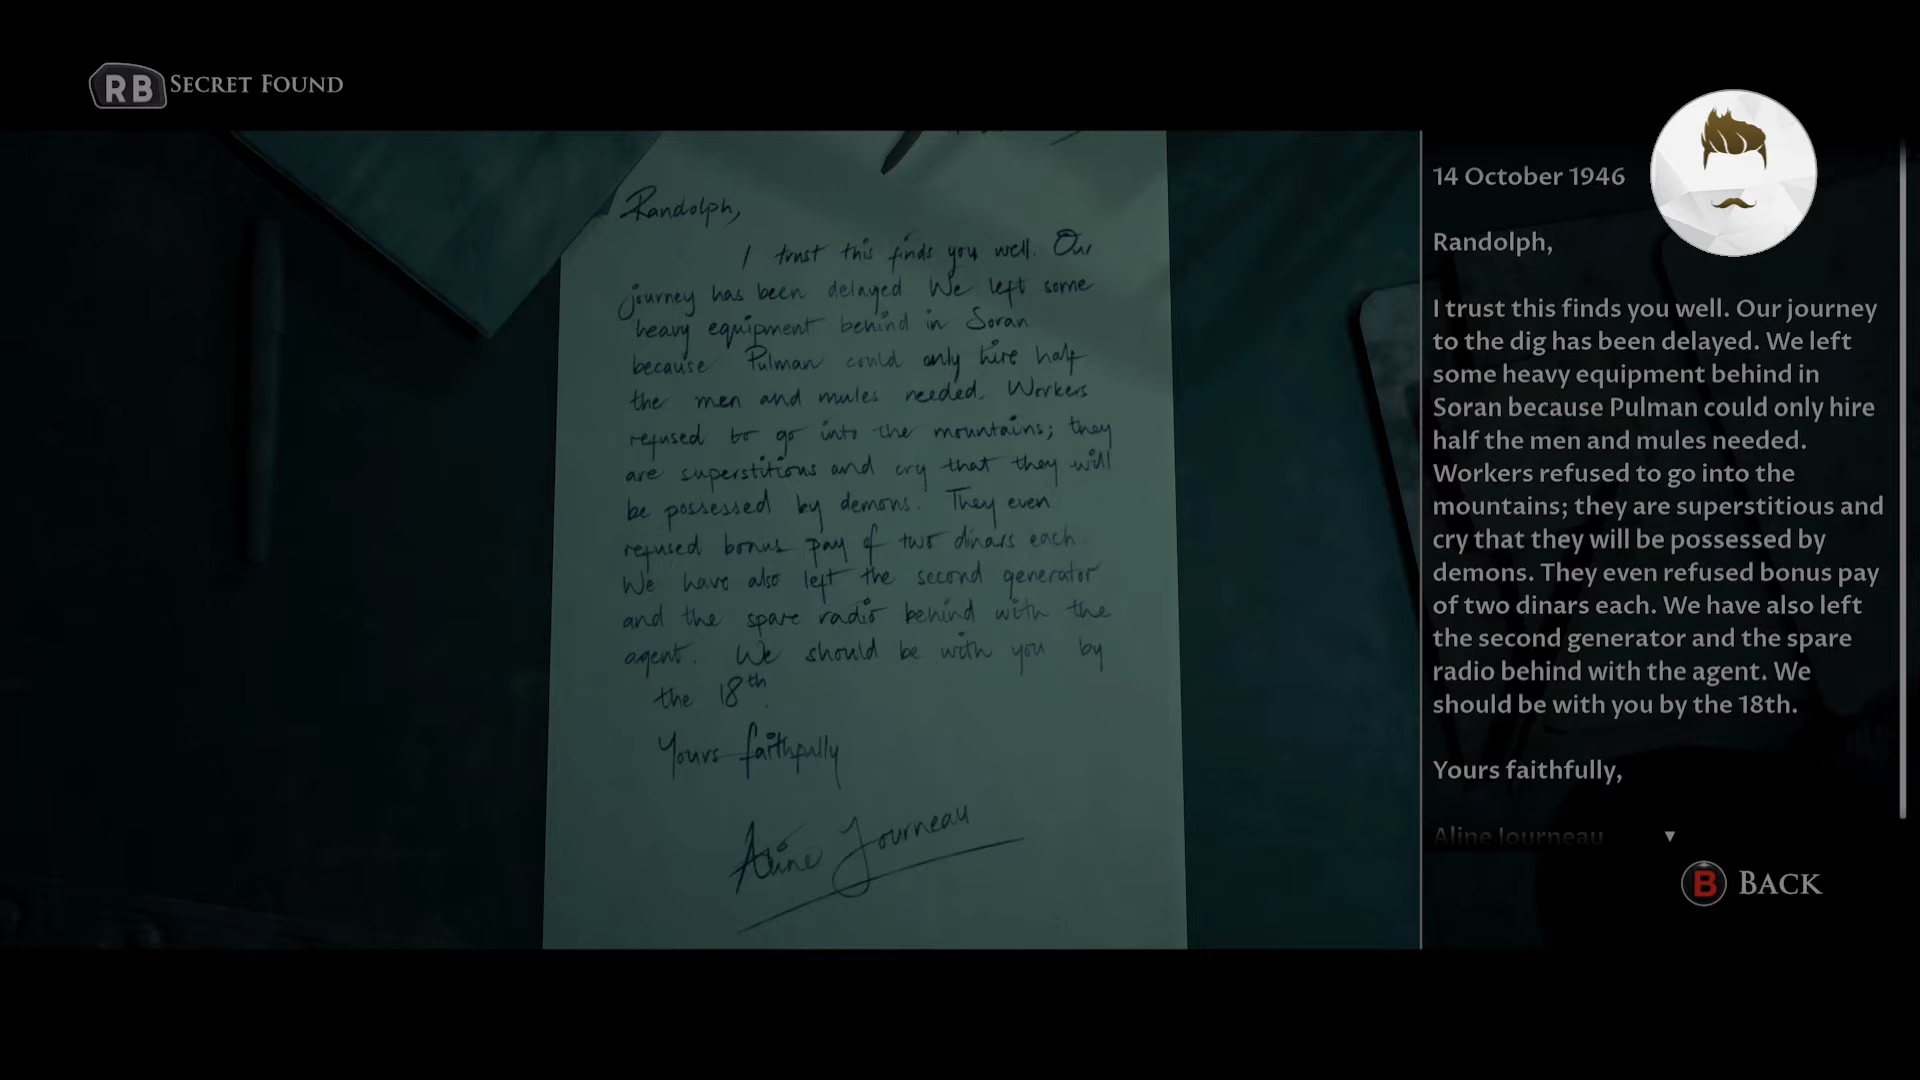 RB SECRET FOUND
Randolph,
I trust this finds you well. Our
journey has been delayed We left some
heavy equipment behind in Soran
because Pulman could only hire half
the men and mules needed. Workers
refused to go into the mountains; they
are superstitious and cry that they will
be possessed by demons. They even
refused bonus pay of two dinars each
We have also left the second generator
and the spare radio behind with the
agent. We should be with you by
the 18th.
Yours faithfully
Aline Journeau
14 October 1946
Randolph,
I trust this finds you well. Our journey
to the dig has been delayed. We left
some heavy equipment behind in
Soran because Pulman could only hire
half the men and mules needed.
Workers refused to go into the
mountains; they are superstitious and
cry that they will be possessed by
demons. They even refused bonus pay
of two dinars each. We have also left
the second generator and the spare
radio behind with the agent. We
should be with you by the 18th.
Yours faithfully,
Aline Journeau
B BACK